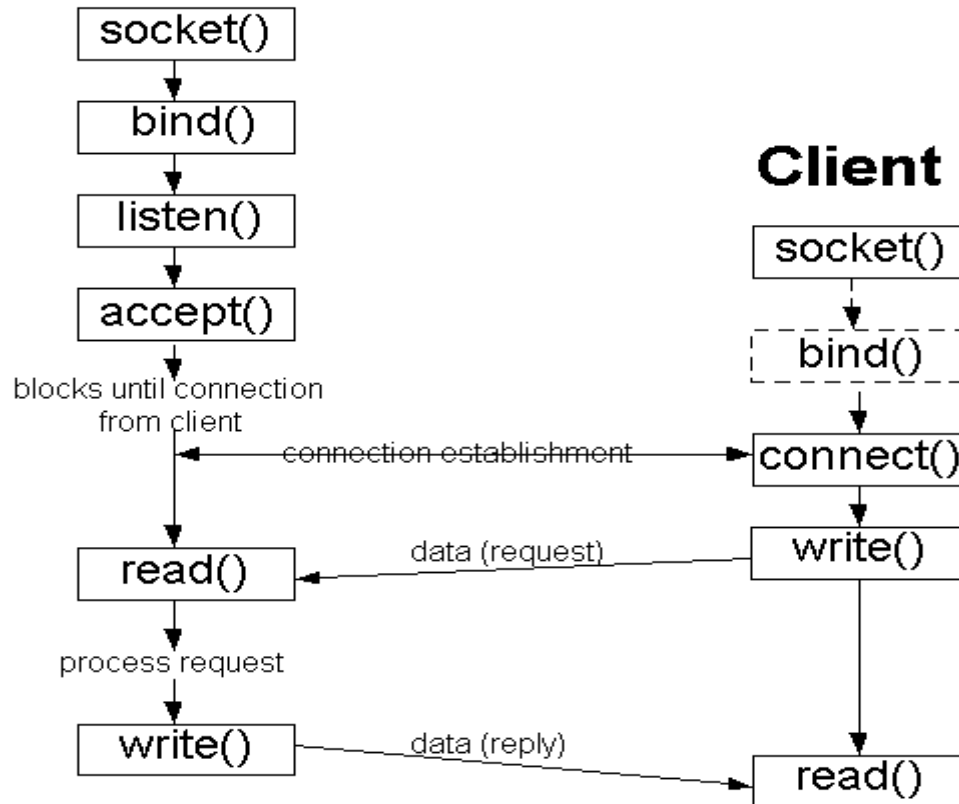 socket()
bind()
listen()
accept()
blocks until connection
from client
read()
process request
write()
connection establishment
data (request)
data (reply)
Client
socket()
bind()
connect()
write()
read()